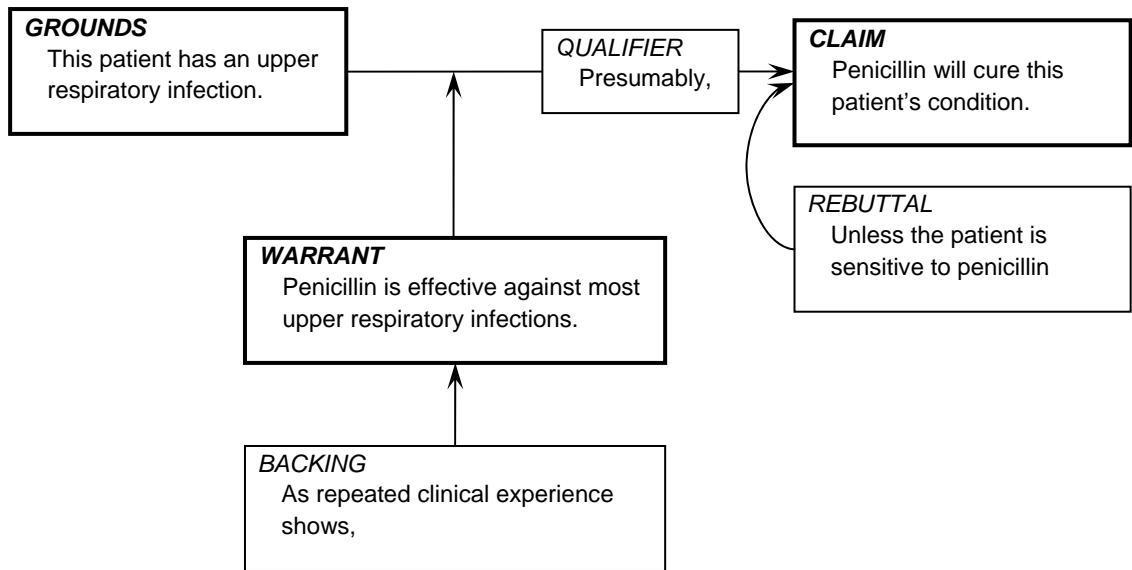 GROUNDS
This patient has an upper
respiratory infection.
QUALIFIER
Presumably,
CLAIM
Penicillin will cure this
patient’s condition.
REBUTTAL
Unless the patient is
sensitive to penicillin
WARRANT
Penicillin is effective against most
upper respiratory infections.
BACKING
As repeated clinical experience
shows,